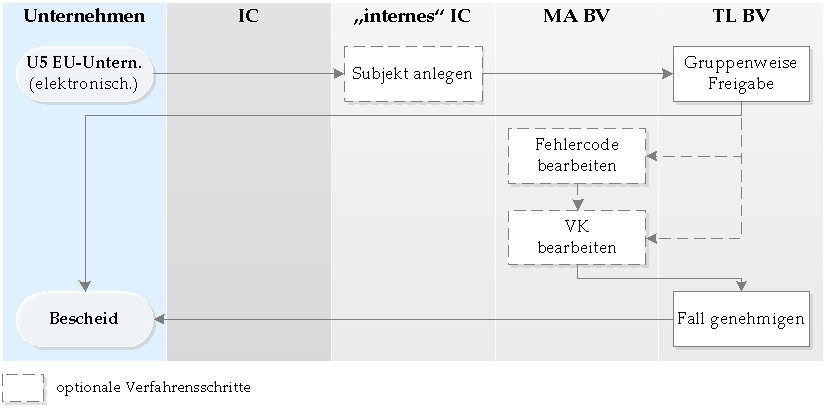 Unternehmen
IC
„internes“ IC
MA BV
TL BV
U5 EU-Untern.
(elektronisch.)
Subjekt anlegen
Gruppenweise
Freigabe
Fehlercode
bearbeiten
VK
bearbeiten
Bescheid
Fall genehmigen
optionale Verfahrensschritte